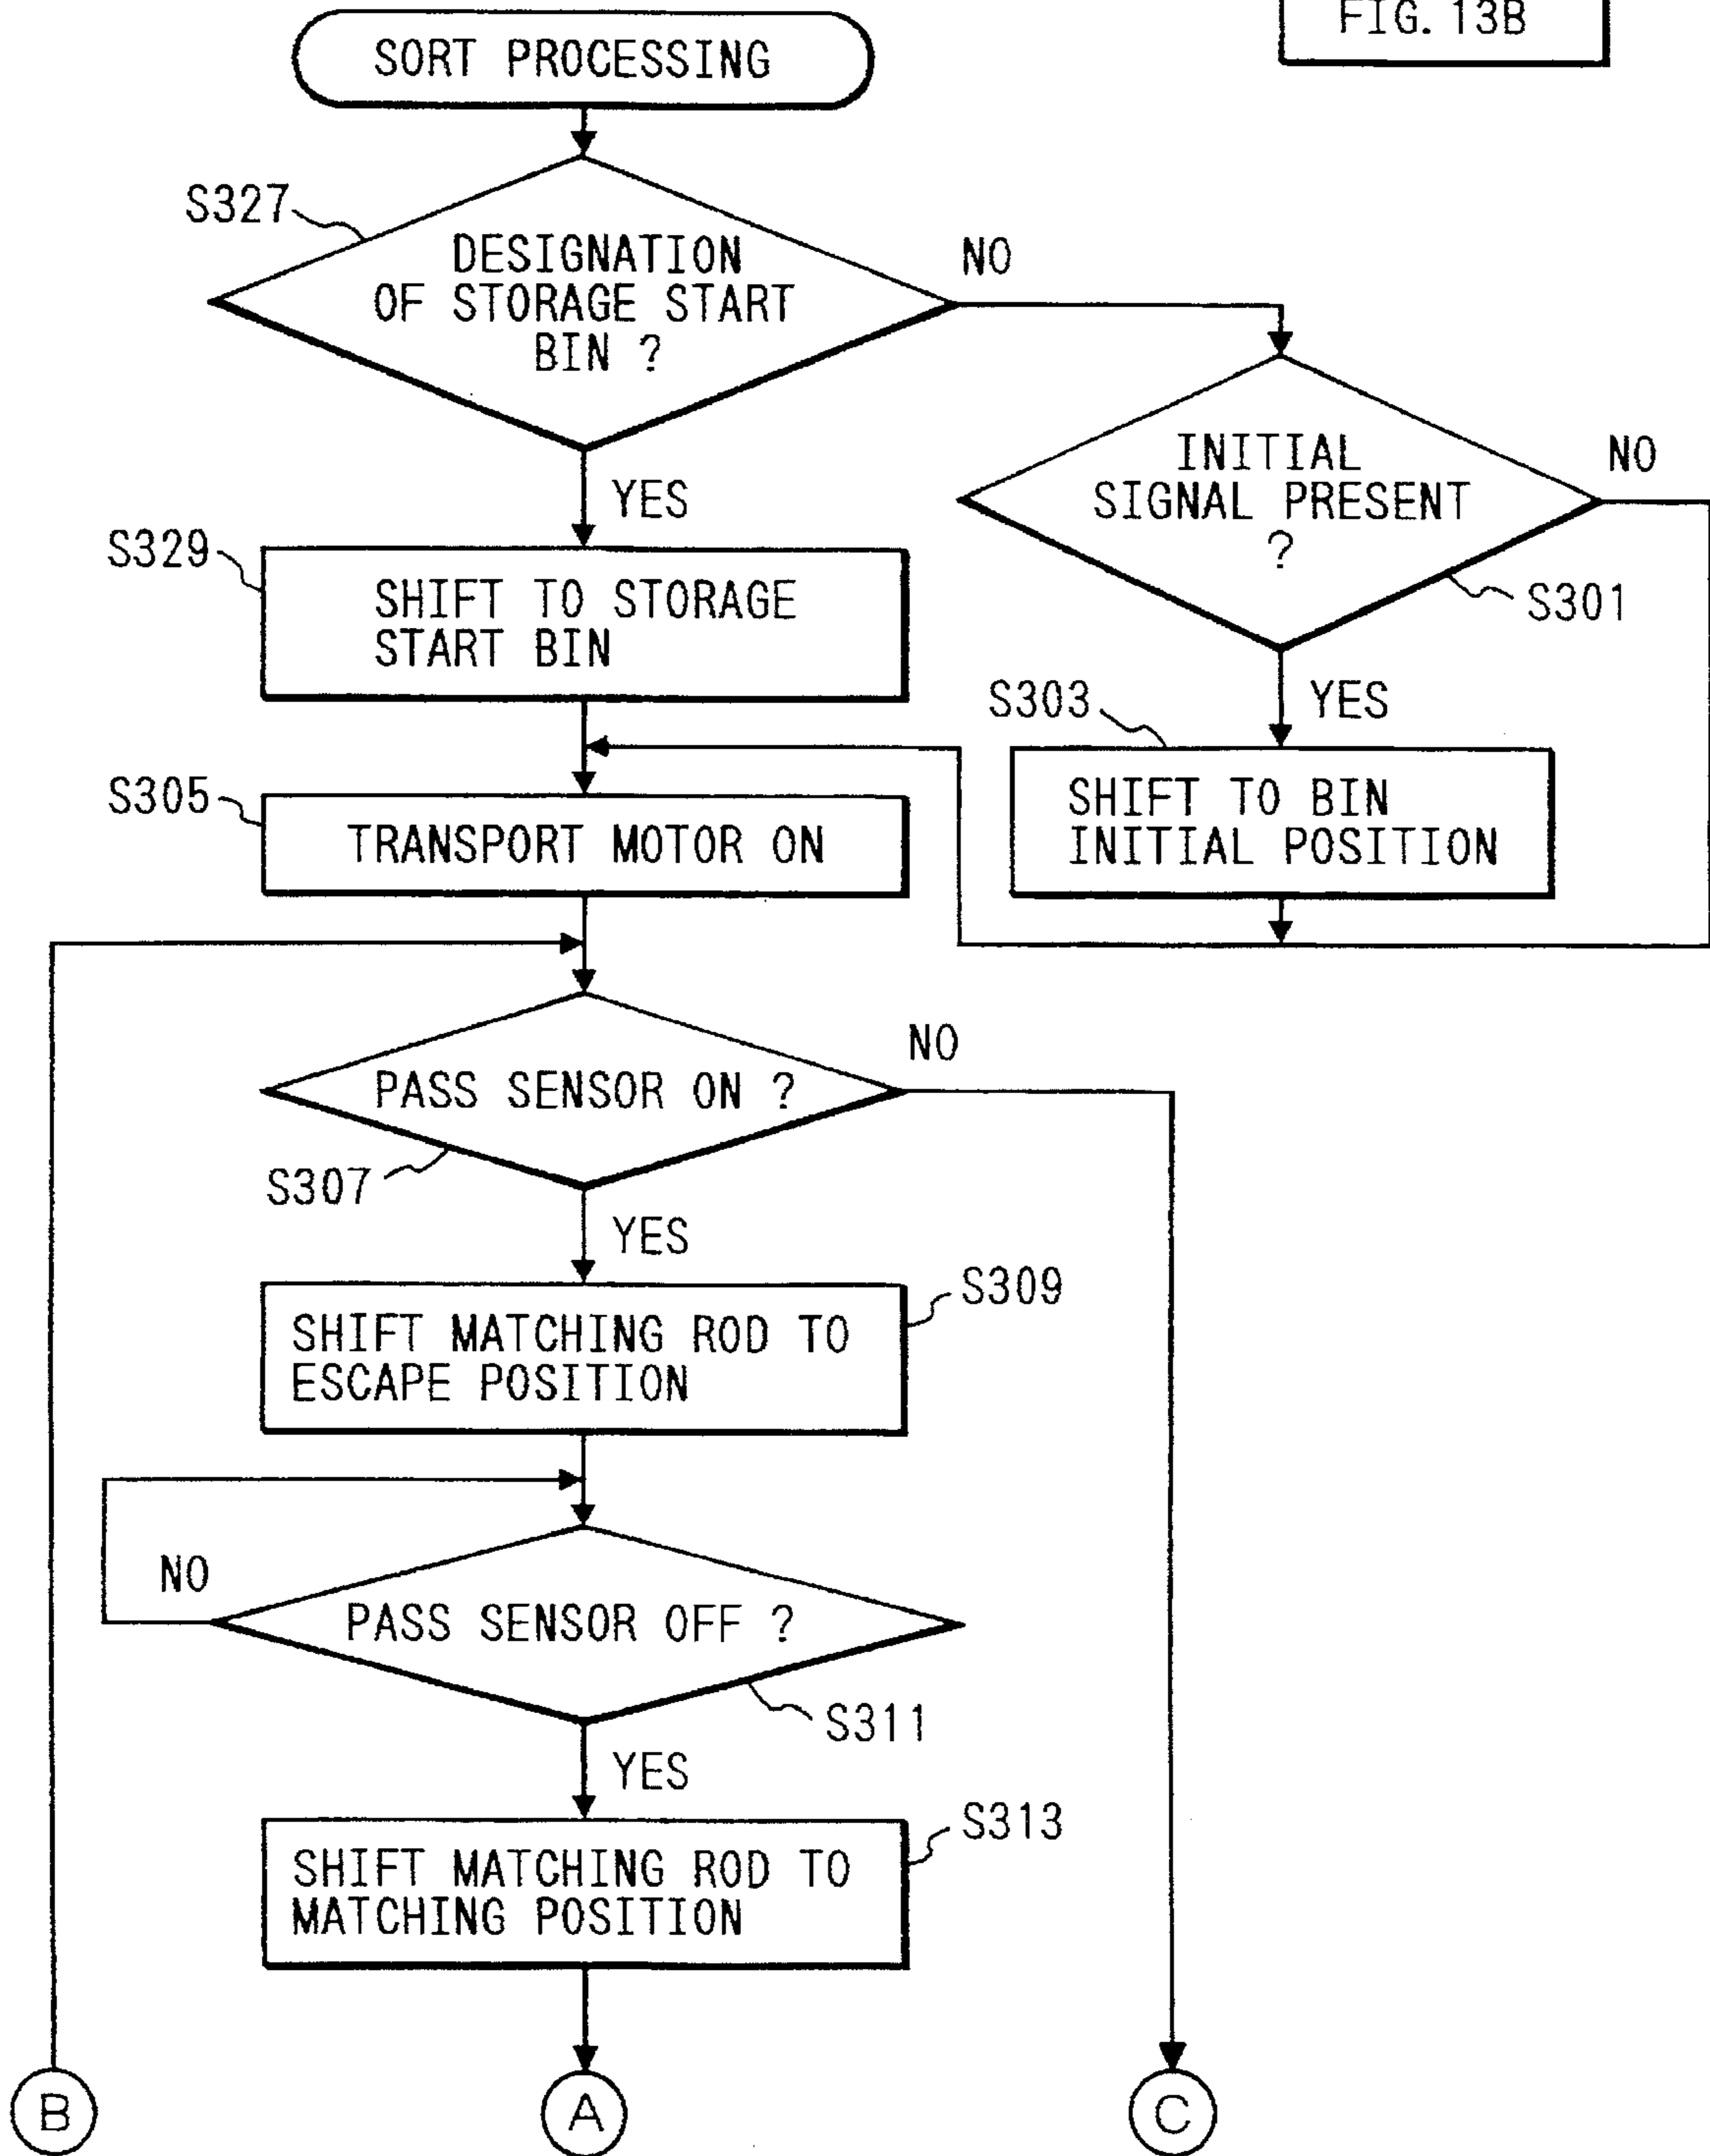 FIG. 13B
SORT PROCESSING
S327
DESIGNATION
OF STORAGE START
BIN ?
NO
YES
INITIAL
SIGNAL PRESENT
?
NO
S301
S329
SHIFT TO STORAGE
START BIN
S303
YES
SHIFT TO BIN
INITIAL POSITION
S305
TRANSPORT MOTOR ON
PASS SENSOR ON ?
NO
S307
YES
S309
SHIFT MATCHING ROD TO
ESCAPE POSITION
NO
PASS SENSOR OFF ?
S311
YES
S313
SHIFT MATCHING ROD TO
MATCHING POSITION
B
A
C